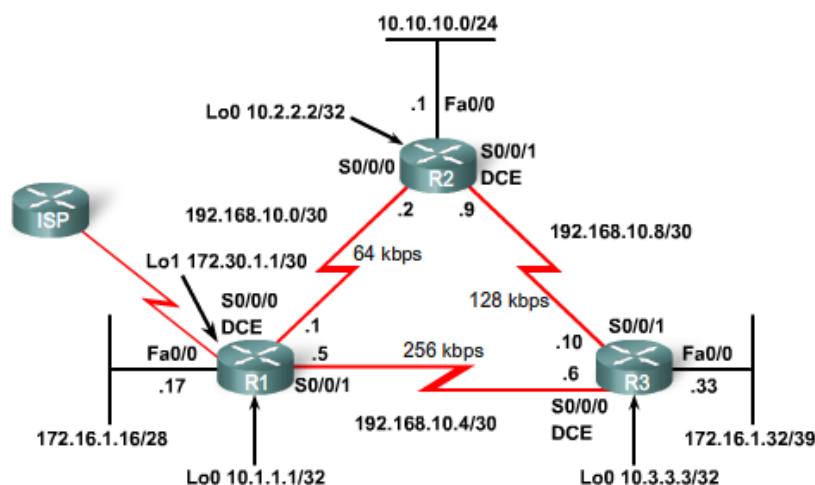 10.10.10.0/24
.1 Fa0/0
Lo0 10.2.2.2/32
S0/0/0
R2
S0/0/1
DCE
.2
.9
ISP
192.168.10.0/30
192.168.10.8/30
Lo1 172.30.1.1/30
64 kbps
128 kbps
S0/0/0
DCE
.1
S0/0/1
Fa0/0
.17
R1
.5
S0/0/1
256 kbps
.10
.6
R3
Fa0/0
.33
192.168.10.4/30
S0/0/0
DCE
172.16.1.16/28
172.16.1.32/39
Lo0 10.1.1.1/32
Lo0 10.3.3.3/32